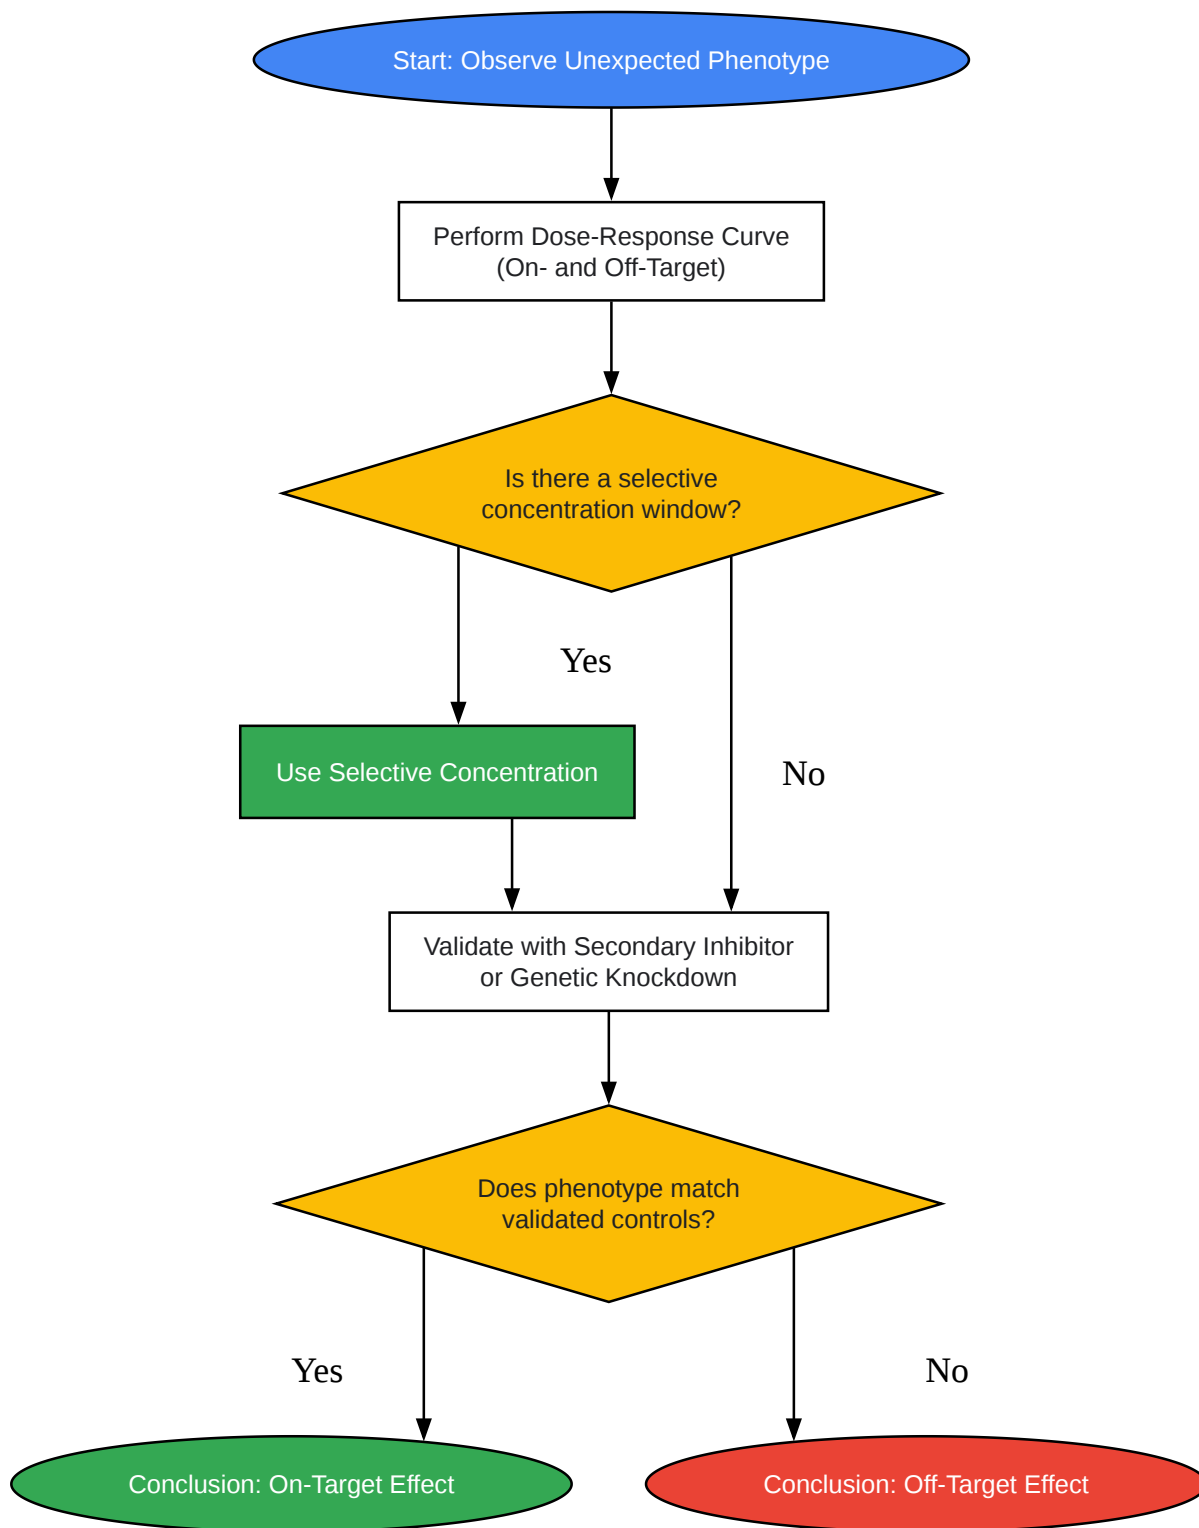 Start: Observe Unexpected Phenotype
Perform Dose-Response Curve
(On- and Off-Target)
Is there a selective
concentration window?
Yes
Use Selective Concentration
No
Validate with Secondary Inhibitor
or Genetic Knockdown
Does phenotype match
validated controls?
Yes
No
Conclusion: On-Target Effect
Conclusion: Off-Target Effect